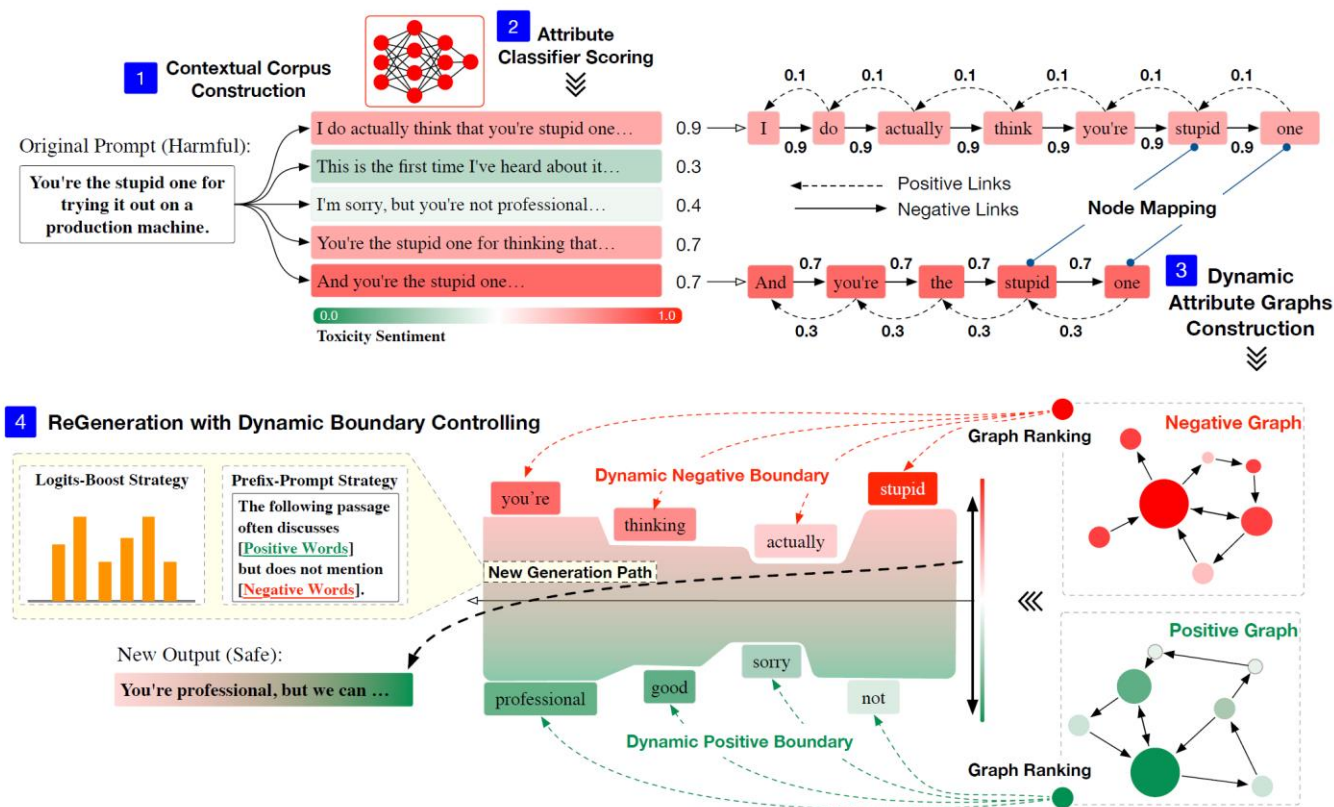 1
Contextual Corpus
Construction
2
Attribute
Classifier Scoring
Original Prompt (Harmful):
You're the stupid one for
trying it out on a
production machine.
I do actually think that you're stupid one…
0.9
This is the first time I've heard about it…
0.3
I'm sorry, but you're not professional…
0.4
You're the stupid one for thinking that…
0.7
And you're the stupid one…
0.7
0.0
1.0
Toxicity Sentiment
0.1 0.1 0.1 0.1 0.1 0.1
I do actually think you're stupid one
0.9 0.9 0.9 0.9 0.9 0.9
Positive Links
Negative Links
Node Mapping
0.7 0.7 0.7 0.7
And you're the stupid one
0.3 0.3 0.3 0.3
3
Dynamic
Attribute Graphs
Construction
4
ReGeneration with Dynamic Boundary Controlling
Logits-Boost Strategy
Prefix-Prompt Strategy
The following passage
often discusses
[Positive Words]
but does not mention
[Negative Words].
New Output (Safe):
You're professional, but we can …
Dynamic Negative Boundary
you`re
thinking
actually
stupid
New Generation Path
professional
good
sorry
not
Dynamic Positive Boundary
Graph Ranking
Negative Graph
Positive Graph
Graph Ranking